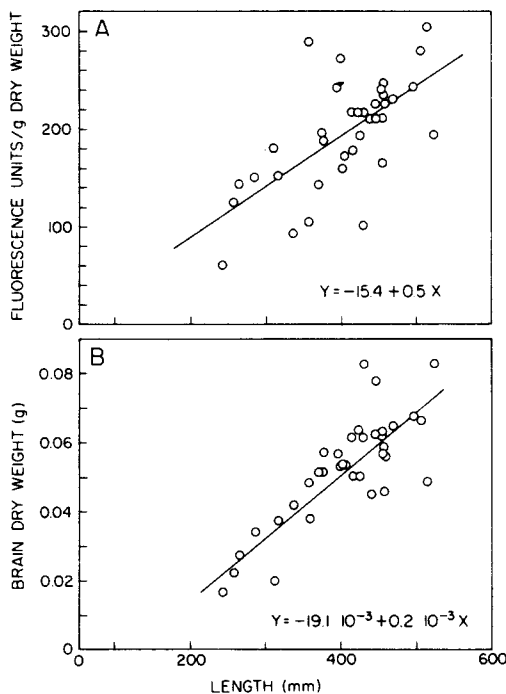 A
FLUORESCENCE UNITS/g DRY WEIGHT
300
200
100
0
Y = -15.4 + 0.5 X
B
BRAIN DRY WEIGHT (g)
0.08
0.06
0.04
0.02
0
Y = -19.1 10⁻³ + 0.2 10⁻³ X
0 200 400 600
LENGTH (mm)